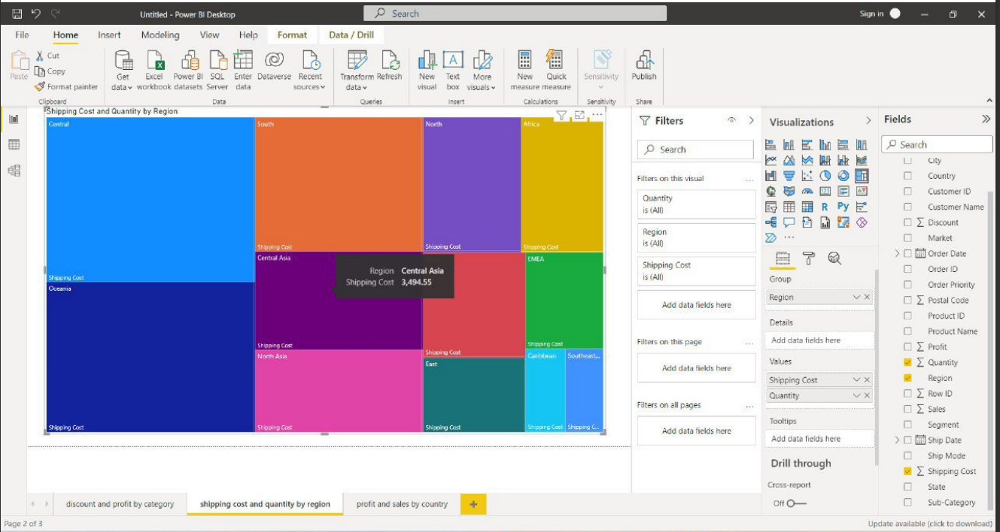 Untitled - Power BI Desktop
Search
Sign in
File Home Insert Modeling View Help Format Data / Drill
Paste
Cut
Copy
Format painter
Clipboard
Get data
Excel workbook
Power BI datasets
SQL Server
Enter data
Dataverse
Recent sources
Data
Transform data
Refresh
Queries
New visual
Text box
More visuals
Insert
New measure
Quick measure
Calculations
Sensitivity
Sensitivity
Publish
Share
Shipping Cost and Quantity by Region
Central
Shipping Cost
South
Shipping Cost
North
Shipping Cost
Africa
Shipping Cost
Oceania
Shipping Cost
Central Asia
Shipping Cost
Region Central Asia
Shipping Cost 3,494.55
Shipping Cost
EMEA
Shipping Cost
North Asia
Shipping Cost
East
Shipping Cost
Caribbean
Shipping Cost
Southeast...
Shipping C...
Filters
Search
Filters on this visual
...
Quantity
is (All)
Region
is (All)
Shipping Cost
is (All)
Add data fields here
Filters on this page
...
Add data fields here
Filters on all pages
...
Add data fields here
Visualizations
123
R
Py
...
Group
Region
Details
Add data fields here
Values
Shipping Cost
Quantity
Tooltips
Add data fields here
Drill through
Cross-report
Off
Fields
Search
City
Country
Customer ID
Customer Name
∑ Discount
Market
Order Date
Order ID
Order Priority
∑ Postal Code
Product ID
Product Name
∑ Profit
∑ Quantity
Region
∑ Row ID
∑ Sales
Segment
Ship Date
Ship Mode
∑ Shipping Cost
State
Sub-Category
discount and profit by category
shipping cost and quantity by region
profit and sales by country
+
Page 2 of 3
Update available (click to download)